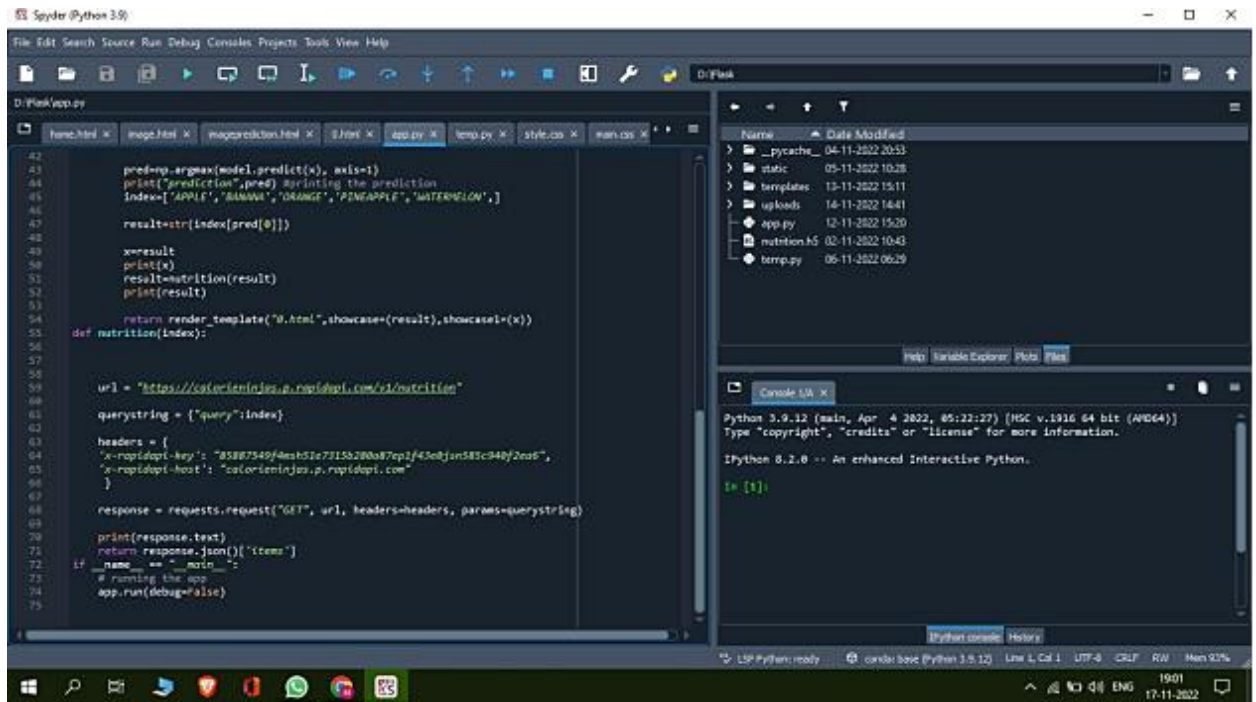 Spyder (Python 3.9)
File Edit Search Source Run Debug Consoles Projects Tools View Help
D:\Flask
D:\Flask\app.py
home.html × image.html × imageprediction.html × 0.html × app.py × temp.py × style.css × main.css ×
Name Date Modified
__pycache__ 04-11-2022 20:53
static 05-11-2022 10:28
templates 13-11-2022 15:11
uploads 14-11-2022 14:41
app.py 12-11-2022 15:20
nutrition.h5 02-11-2022 10:43
temp.py 06-11-2022 06:29
Help Variable Explorer Plots Files
42
43 pred=np.argmax(model.predict(x), axis=1)
44 print("prediction",pred) #printing the prediction
45 index=['APPLE','BANANA','ORANGE','PINEAPPLE','WATERMELON',]
46
47 result=str(index[pred[0]])
48
49 x=result
50 print(x)
51 result=nutrition(result)
52 print(result)
53
54 return render_template("0.html",showcase=(result),showcase1=(x))
55 def nutrition(index):
56
57
58
59 url = "https://calorieninjas.p.rapidapi.com/v1/nutrition"
60
61 querystring = {"query":index}
62
63 headers = {
64 'x-rapidapi-key':
65 'x-rapidapi-host': "calorieninjas.p.rapidapi.com"
66 }
67
68 response = requests.request("GET", url, headers=headers, params=querystring)
69
70 print(response.text)
71 return response.json()['items']
72 if __name__ == "__main__":
73 # running the app
74 app.run(debug=False)
75
Console 1/A ×
Python 3.9.12 (main, Apr 4 2022, 05:22:27) [MSC v.1916 64 bit (AMD64)]
Type "copyright", "credits" or "license" for more information.
IPython 8.2.0 -- An enhanced Interactive Python.
In [1]:
IPython console History
LSP Python: ready conda: base (Python 3.9.12) Line 1, Col 1 UTF-8 CRLF RW Mem 93%
ENG 19:01
17-11-2022